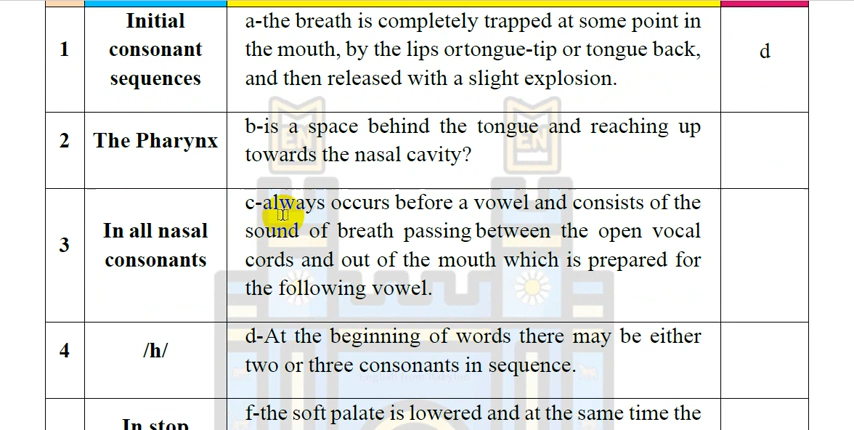 1
Initial
consonant
sequences
a-the breath is completely trapped at some point in
the mouth, by the lips ortongue-tip or tongue back,
and then released with a slight explosion.
d
2
The Pharynx
b-is a space behind the tongue and reaching up
towards the nasal cavity?
3
In all nasal
consonants
c-always occurs before a vowel and consists of the
sound of breath passing between the open vocal
cords and out of the mouth which is prepared for
the following vowel.
4
/h/
d-At the beginning of words there may be either
two or three consonants in sequence.
In stop
f-the soft palate is lowered and at the same time the
EN
EN